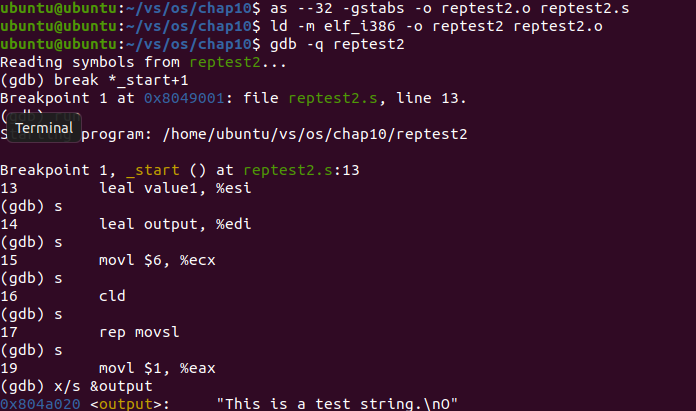 ubuntu@ubuntu:~/vs/os/chap10$ as --32 -gstabs -o reptest2.o reptest2.s
ubuntu@ubuntu:~/vs/os/chap10$ ld -m elf_i386 -o reptest2 reptest2.o
ubuntu@ubuntu:~/vs/os/chap10$ gdb -q reptest2
Reading symbols from reptest2...
(gdb) break *_start+1
Breakpoint 1 at 0x8049001: file reptest2.s, line 13.
(gdb) run
Terminal
Starting program: /home/ubuntu/vs/os/chap10/reptest2
Breakpoint 1, _start () at reptest2.s:13
13 leal value1, %esi
(gdb) s
14 leal output, %edi
(gdb) s
15 movl $6, %ecx
(gdb) s
16 cld
(gdb) s
17 rep movsl
(gdb) s
19 movl $1, %eax
(gdb) x/s &output
0x804a020 <output>: "This is a test string.\nO"